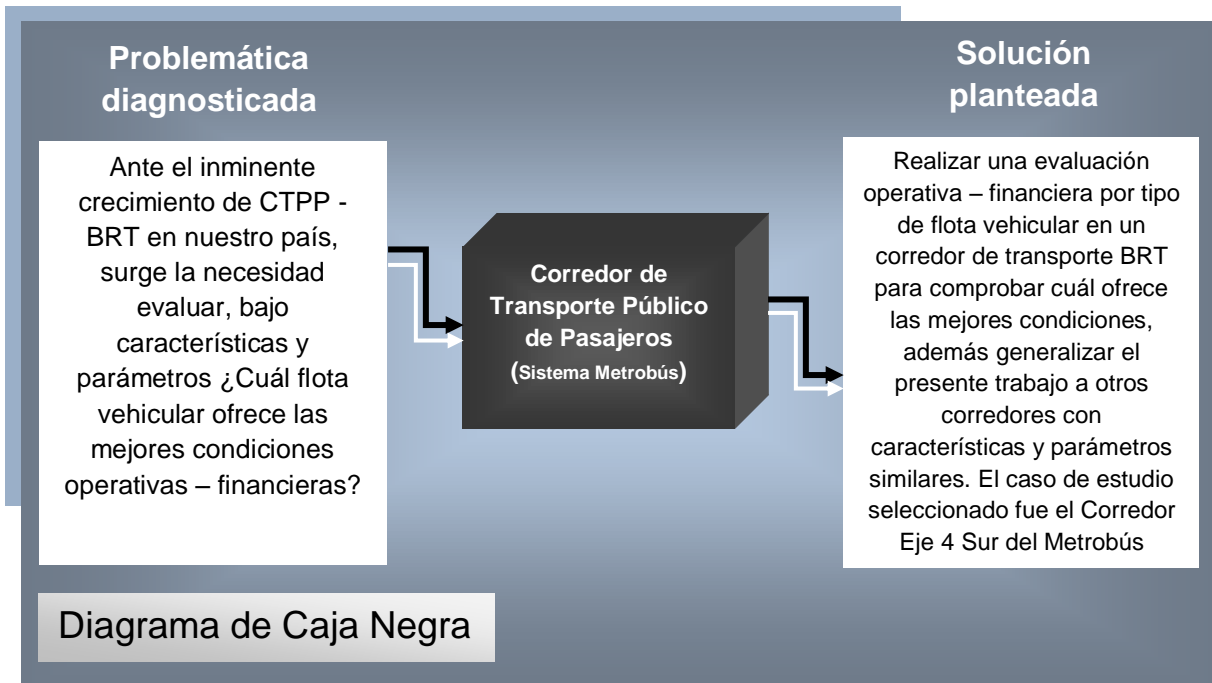 Problemática
diagnosticada
Ante el inminente
crecimiento de CTPP -
BRT en nuestro país,
surge la necesidad
evaluar, bajo
características y
parámetros ¿Cuál flota
vehicular ofrece las
mejores condiciones
operativas – financieras?
Corredor de
Transporte Público
de Pasajeros
(Sistema Metrobús)
Solución
planteada
Realizar una evaluación
operativa – financiera por tipo
de flota vehicular en un
corredor de transporte BRT
para comprobar cuál ofrece
las mejores condiciones,
además generalizar el
presente trabajo a otros
corredores con
características y parámetros
similares. El caso de estudio
seleccionado fue el Corredor
Eje 4 Sur del Metrobús
Diagrama de Caja Negra